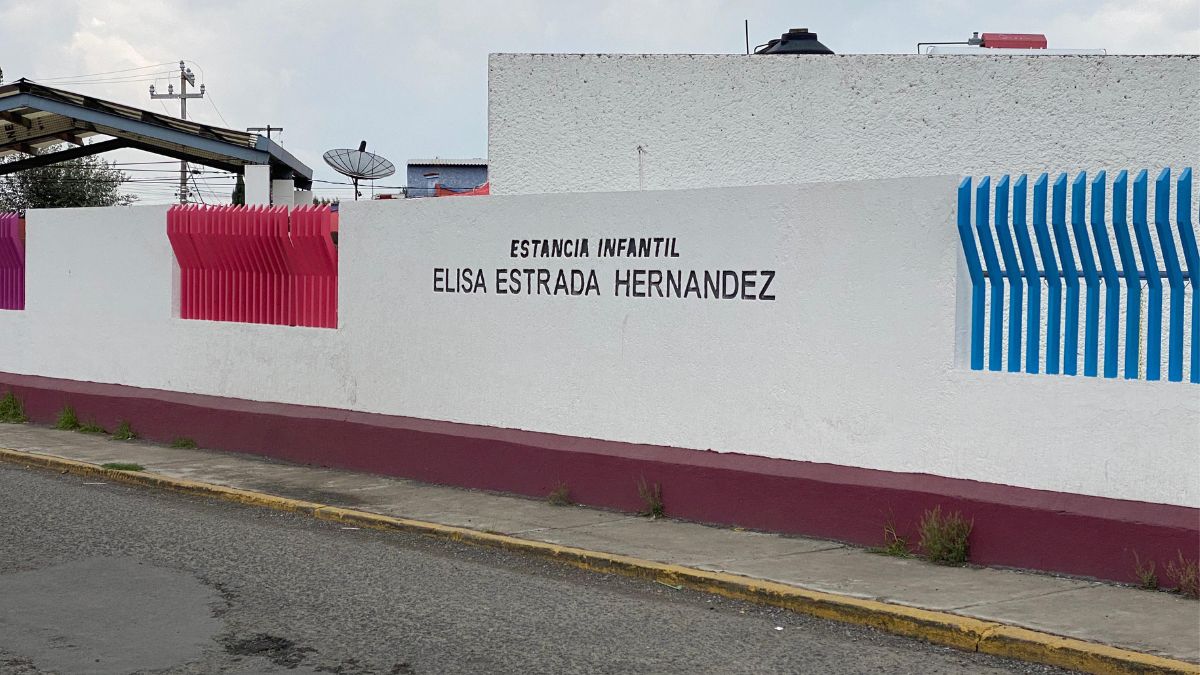 ESTANCIA INFANTIL
ELISA ESTRADA HERNANDEZ